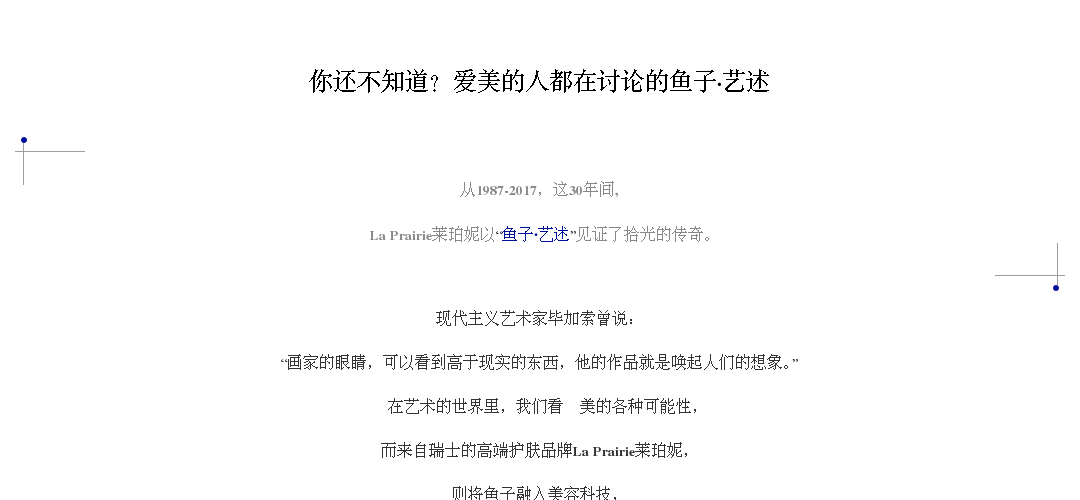 你还不知道？爱美的人都在讨论的鱼子·艺述
从1987-2017，这30年间,
La Prairie莱珀妮以“鱼子·艺述”见证了拾光的传奇。
现代主义艺术家毕加索曾说：
“画家的眼睛，可以看到高于现实的东西，他的作品就是唤起人们的想象。”
在艺术的世界里，我们看　美的各种可能性，
而来自瑞士的高端护肤品牌La Prairie莱珀妮，
则将鱼子融入美容科技，